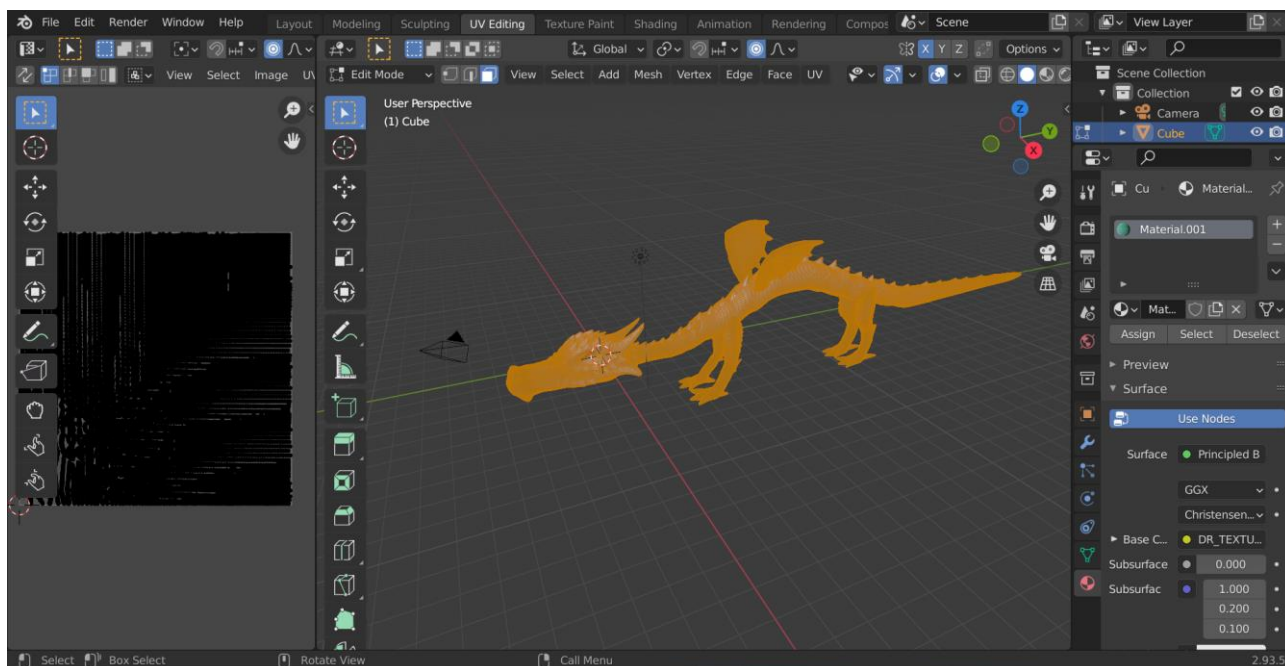 File Edit Render Window Help Layout Modeling Sculpting UV Editing Texture Paint Shading Animation Rendering Compos Scene View Layer
Global X Y Z Options
View Select Image UV
Edit Mode View Select Add Mesh Vertex Edge Face UV
User Perspective
(1) Cube
Z
Y
X
Scene Collection
Collection
Camera
Cube
Cu Material...
Material.001
Mat...
Assign Select Deselect
Preview
Surface
Use Nodes
Surface Principled B
GGX
Christensen...
Base C... DR_TEXTU...
Subsurface 0.000
Subsurfac 1.000
0.200
0.100
Select Box Select Rotate View Call Menu 2.93.5